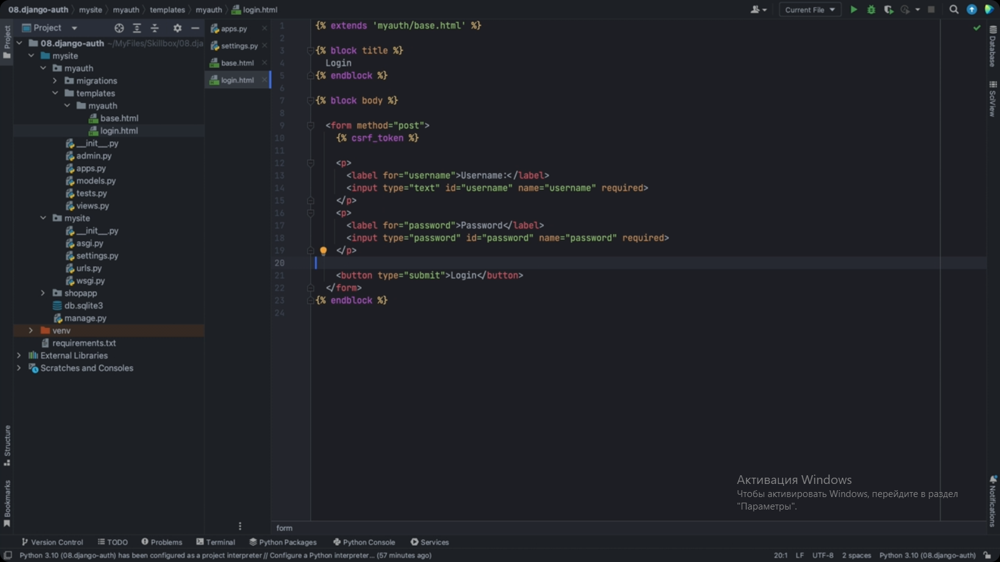 08.django-auth mysite myauth templates myauth login.html
Current File
Project
08.django-auth ~/MyFiles/Skillbox/08.dja
mysite
myauth
migrations
templates
myauth
base.html
login.html
__init__.py
admin.py
apps.py
models.py
tests.py
views.py
mysite
__init__.py
asgi.py
settings.py
urls.py
wsgi.py
shopapp
db.sqlite3
manage.py
venv
requirements.txt
External Libraries
Scratches and Consoles
Project
Structure
Bookmarks
apps.py
settings.py
base.html
login.html
1 {% extends 'myauth/base.html' %}
2
3 {% block title %}
4 Login
5 {% endblock %}
6
7 {% block body %}
8
9 <form method="post">
10 {% csrf_token %}
11
12 <p>
13 <label for="username">Username:</label>
14 <input type="text" id="username" name="username" required>
15 </p>
16 <p>
17 <label for="password">Password</label>
18 <input type="password" id="password" name="password" required>
19 </p>
20
21 <button type="submit">Login</button>
22 </form>
23 {% endblock %}
24
Database
SciView
Notifications
Активация Windows
Чтобы активировать Windows, перейдите в раздел
"Параметры".
form
Version Control TODO Problems Terminal Python Packages Python Console Services
Python 3.10 (08.django-auth) has been configured as a project interpreter // Configure a Python interpreter... (57 minutes ago)
20:1 LF UTF-8 2 spaces Python 3.10 (08.django-auth)